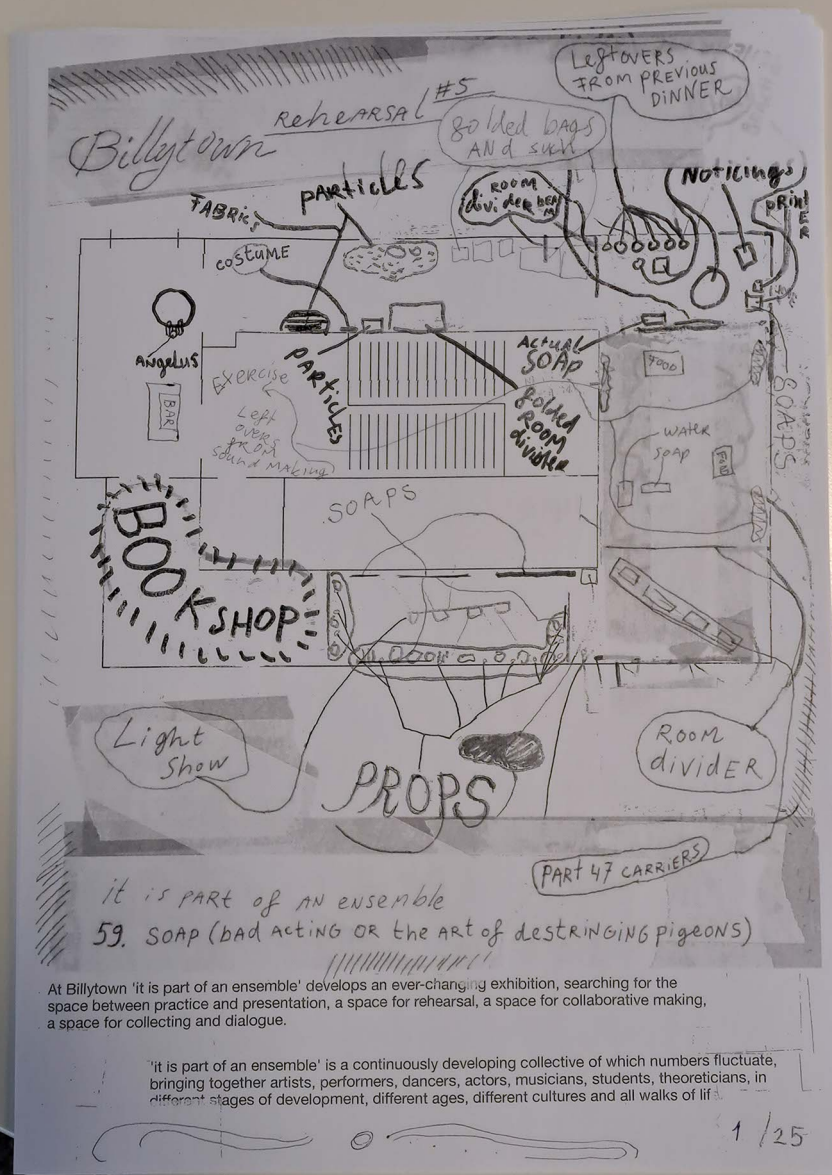 Leftovers
from previous
dinner
Rehearsal #5
Billytown
golded bags
and such
particles
Noticings
Fabrics
Room
divider
printer
costume
Angelus
BAR
particles
Actual
SOAP
food
Exercise
Left
overs
from
sound making
golded
Room
divider
SOAPS
water
soap
BOOKSHOP
SOAPS
Light
Show
Room
divider
PROPS
PART 47 CARRIERS
it is part of an ensemble
59. SOAP (bad acting or the art of destringing pigeons)
At Billytown 'it is part of an ensemble' develops an ever-changing exhibition, searching for the
space between practice and presentation, a space for rehearsal, a space for collaborative making,
a space for collecting and dialogue.
'it is part of an ensemble' is a continuously developing collective of which numbers fluctuate,
bringing together artists, performers, dancers, actors, musicians, students, theoreticians, in
different stages of development, different ages, different cultures and all walks of lif
1/25